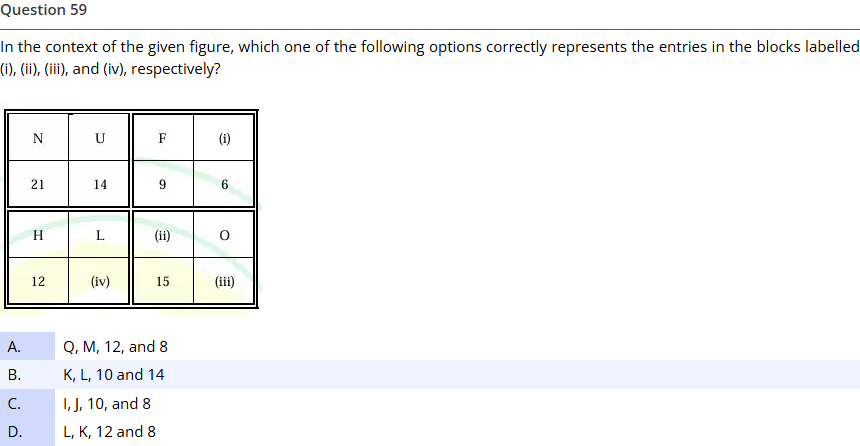 Question 59
In the context of the given figure, which one of the following options correctly represents the entries in the blocks labelled
(i), (ii), (iii), and (iv), respectively?
N U F (i)
21 14 9 6
H L (ii) O
12 (iv) 15 (iii)
A. Q, M, 12, and 8
B. K, L, 10 and 14
C. I, J, 10, and 8
D. L, K, 12 and 8